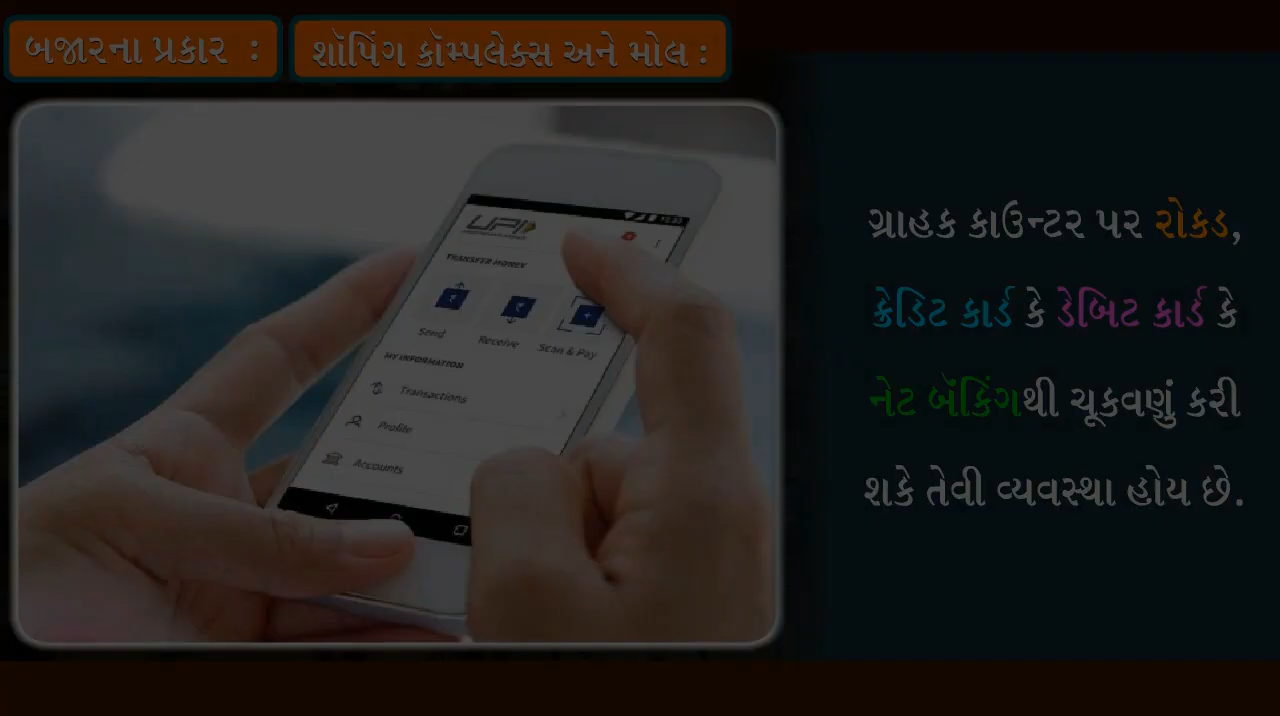 બજારના પ્રકાર :
શૉપિંગ કૉમ્પલેક્સ અને મોલ :
ગ્રાહક કાઉન્ટર પર રોકડ,
ક્રેડિટ કાર્ડ કે ડેબિટ કાર્ડ કે
નેટ બૅંકિંગથી ચૂકવણું કરી
શકે તેવી વ્યવસ્થા હોય છે.
UPI
TRANSFER MONEY
Send Receive Scan & Pay
MY INFORMATION
Transactions
Profile
Accounts